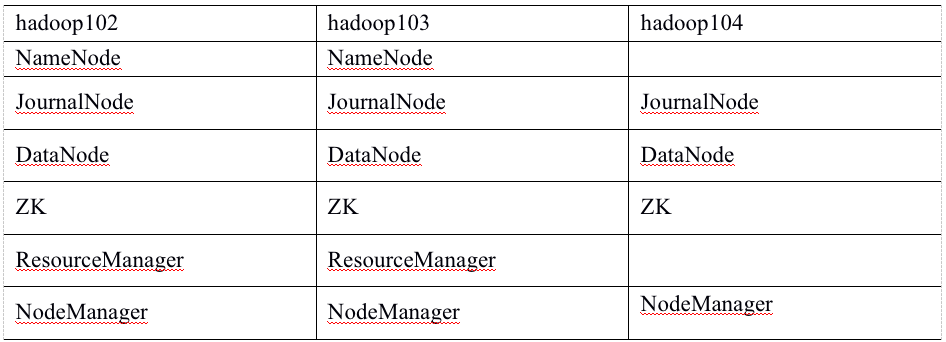 hadoop102 hadoop103 hadoop104
NameNode NameNode
JournalNode JournalNode JournalNode
DataNode DataNode DataNode
ZK ZK ZK
ResourceManager ResourceManager
NodeManager NodeManager NodeManager